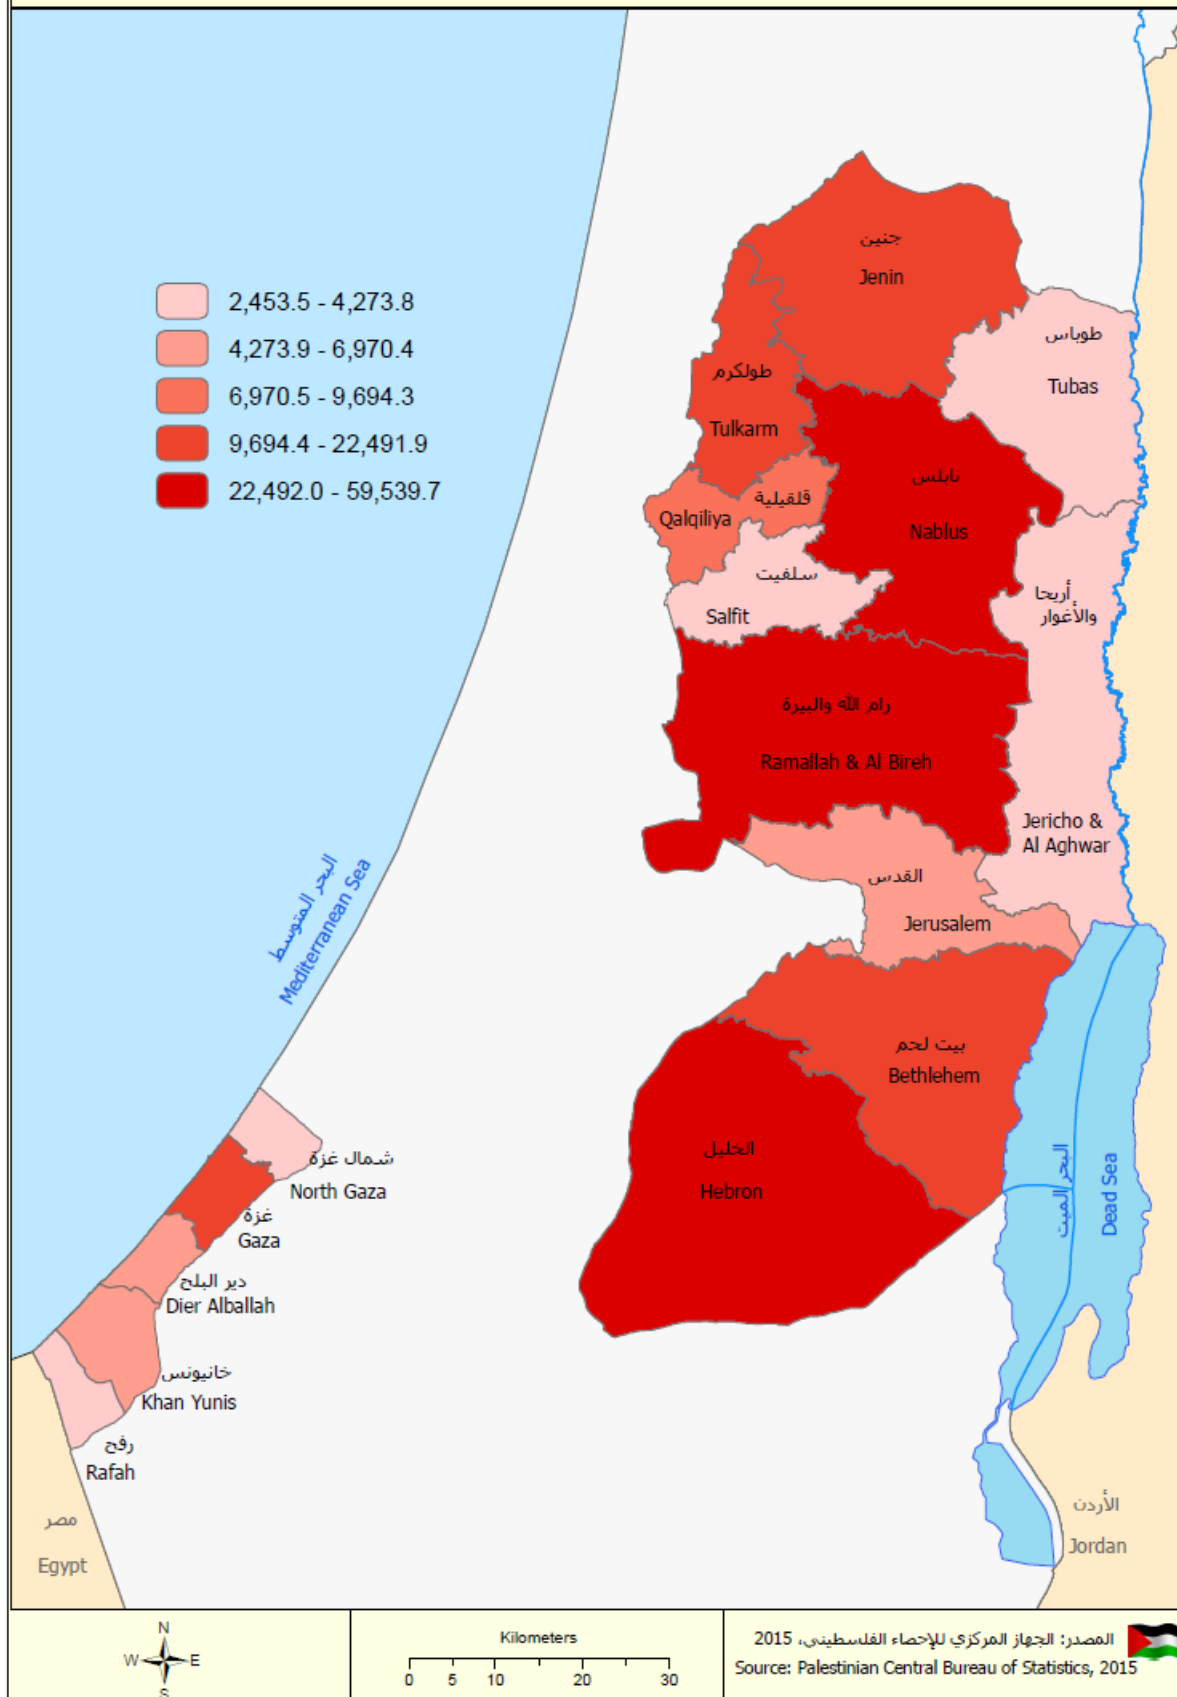 جنين
Jenin
2,453.5 - 4,273.8
4,273.9 - 6,970.4
6,970.5 - 9,694.3
9,694.4 - 22,491.9
22,492.0 - 59,539.7
طوباس
Tubas
طولكرم
Tulkarm
نابلس
Nablus
قلقيلية
Qalqiliya
سلفيت
Salfit
أريحا
والأغوار
رام الله والبيرة
Ramallah & Al Bireh
Jericho &
Al Aghwar
القدس
Jerusalem
البحر المتوسط
Mediterranean Sea
بيت لحم
Bethlehem
الخليل
Hebron
البحر الميت
Dead Sea
شمال غزة
North Gaza
غزة
Gaza
دير البلح
Dier Alballah
خانيونس
Khan Yunis
رفح
Rafah
مصر
Egypt
الأردن
Jordan
N
W E
S
Kilometers
0 5 10 20 30
المصدر: الجهاز المركزي للإحصاء الفلسطيني، 2015
Source: Palestinian Central Bureau of Statistics, 2015